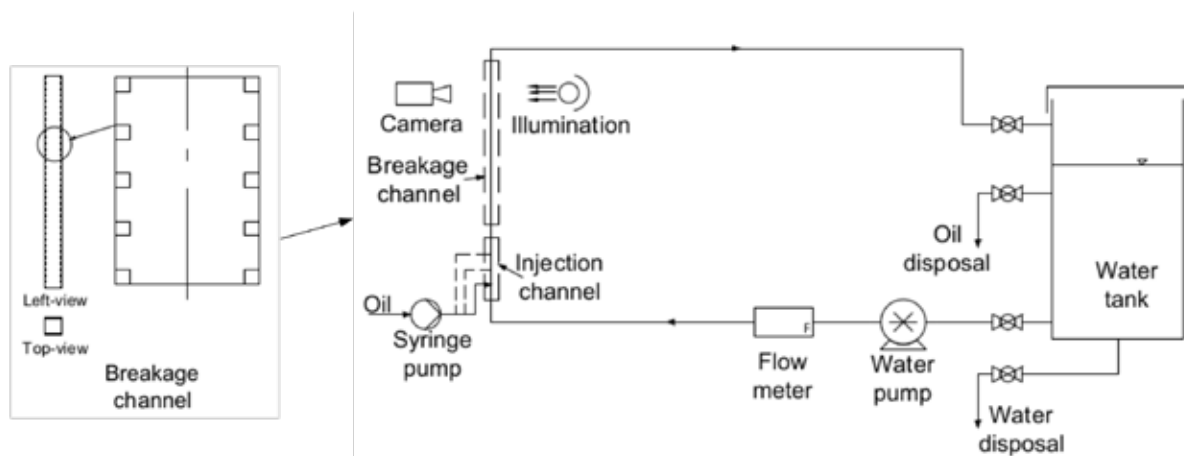 Left-view
Top-view
Breakage
channel
Camera
Illumination
Breakage
channel
Injection
channel
Oil
Syringe
pump
F
Flow
meter
Water
pump
Oil
disposal
Water
tank
Water
disposal